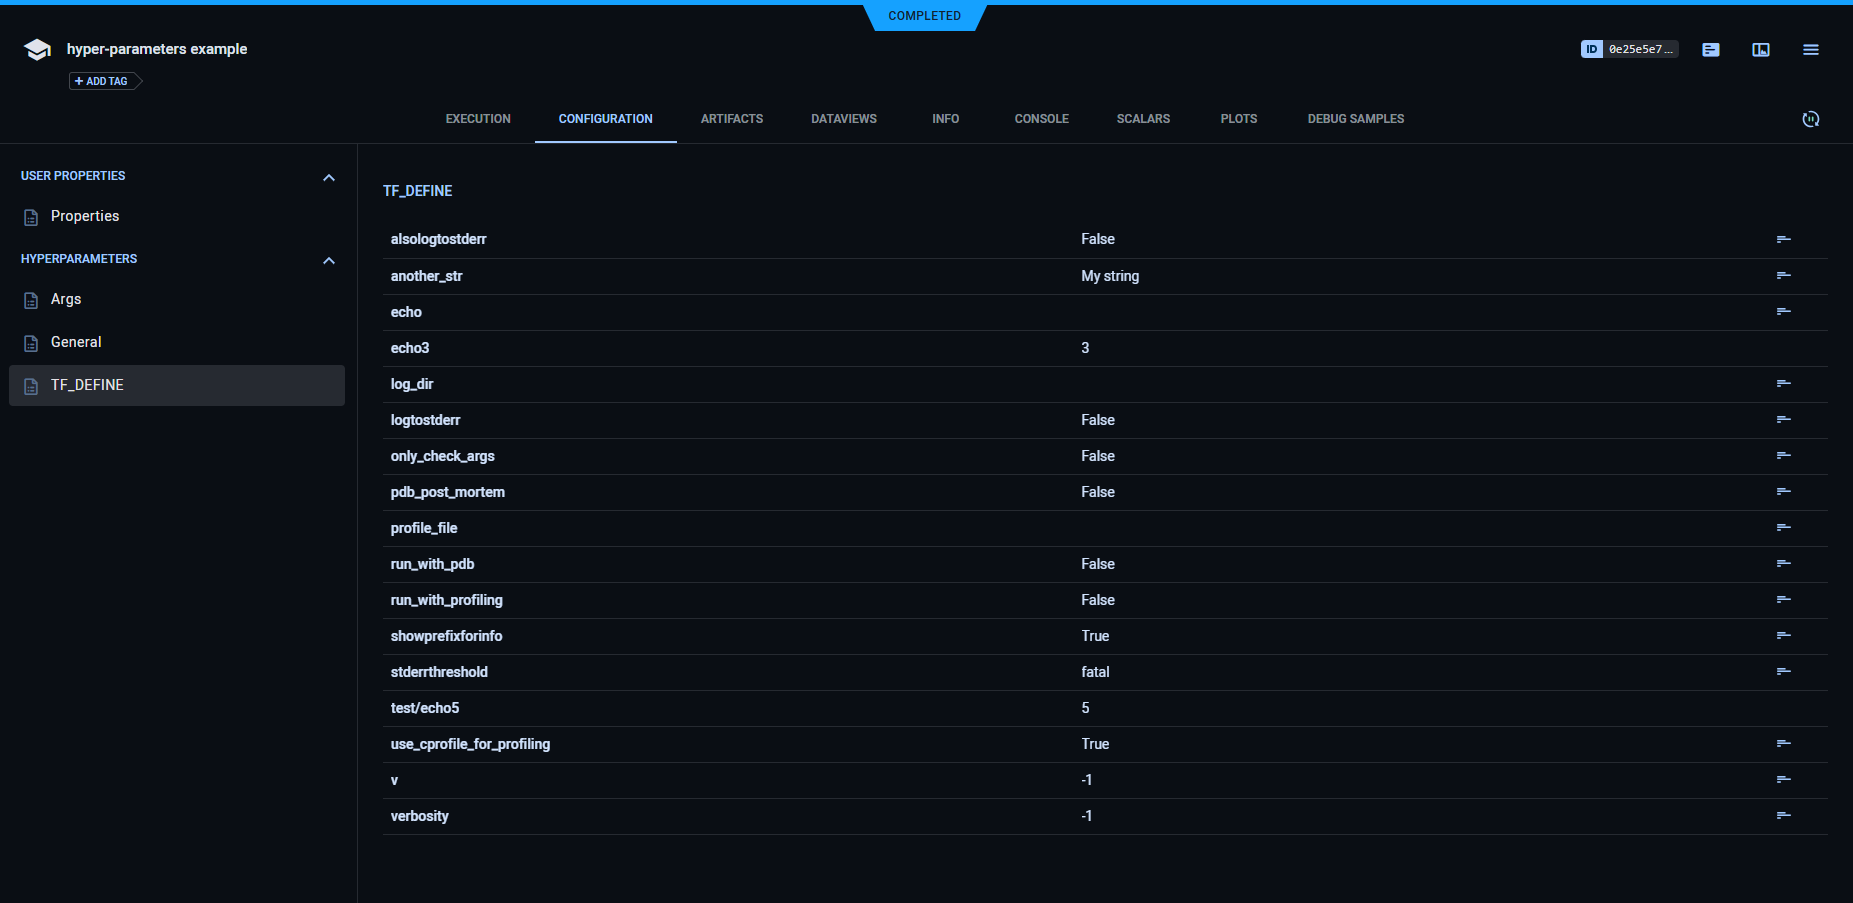 COMPLETED
hyper-parameters example
ID 0e25e5e7 ...
+ ADD TAG
EXECUTION CONFIGURATION ARTIFACTS DATAVIEWS INFO CONSOLE SCALARS PLOTS DEBUG SAMPLES
USER PROPERTIES
Properties
HYPERPARAMETERS
Args
General
TF_DEFINE
TF_DEFINE
alsologtostderr False
another_str My string
echo
echo3 3
log_dir
logtostderr False
only_check_args False
pdb_post_mortem False
profile_file
run_with_pdb False
run_with_profiling False
showprefixforinfo True
stderrthreshold fatal
test/echo5 5
use_cprofile_for_profiling True
v -1
verbosity -1